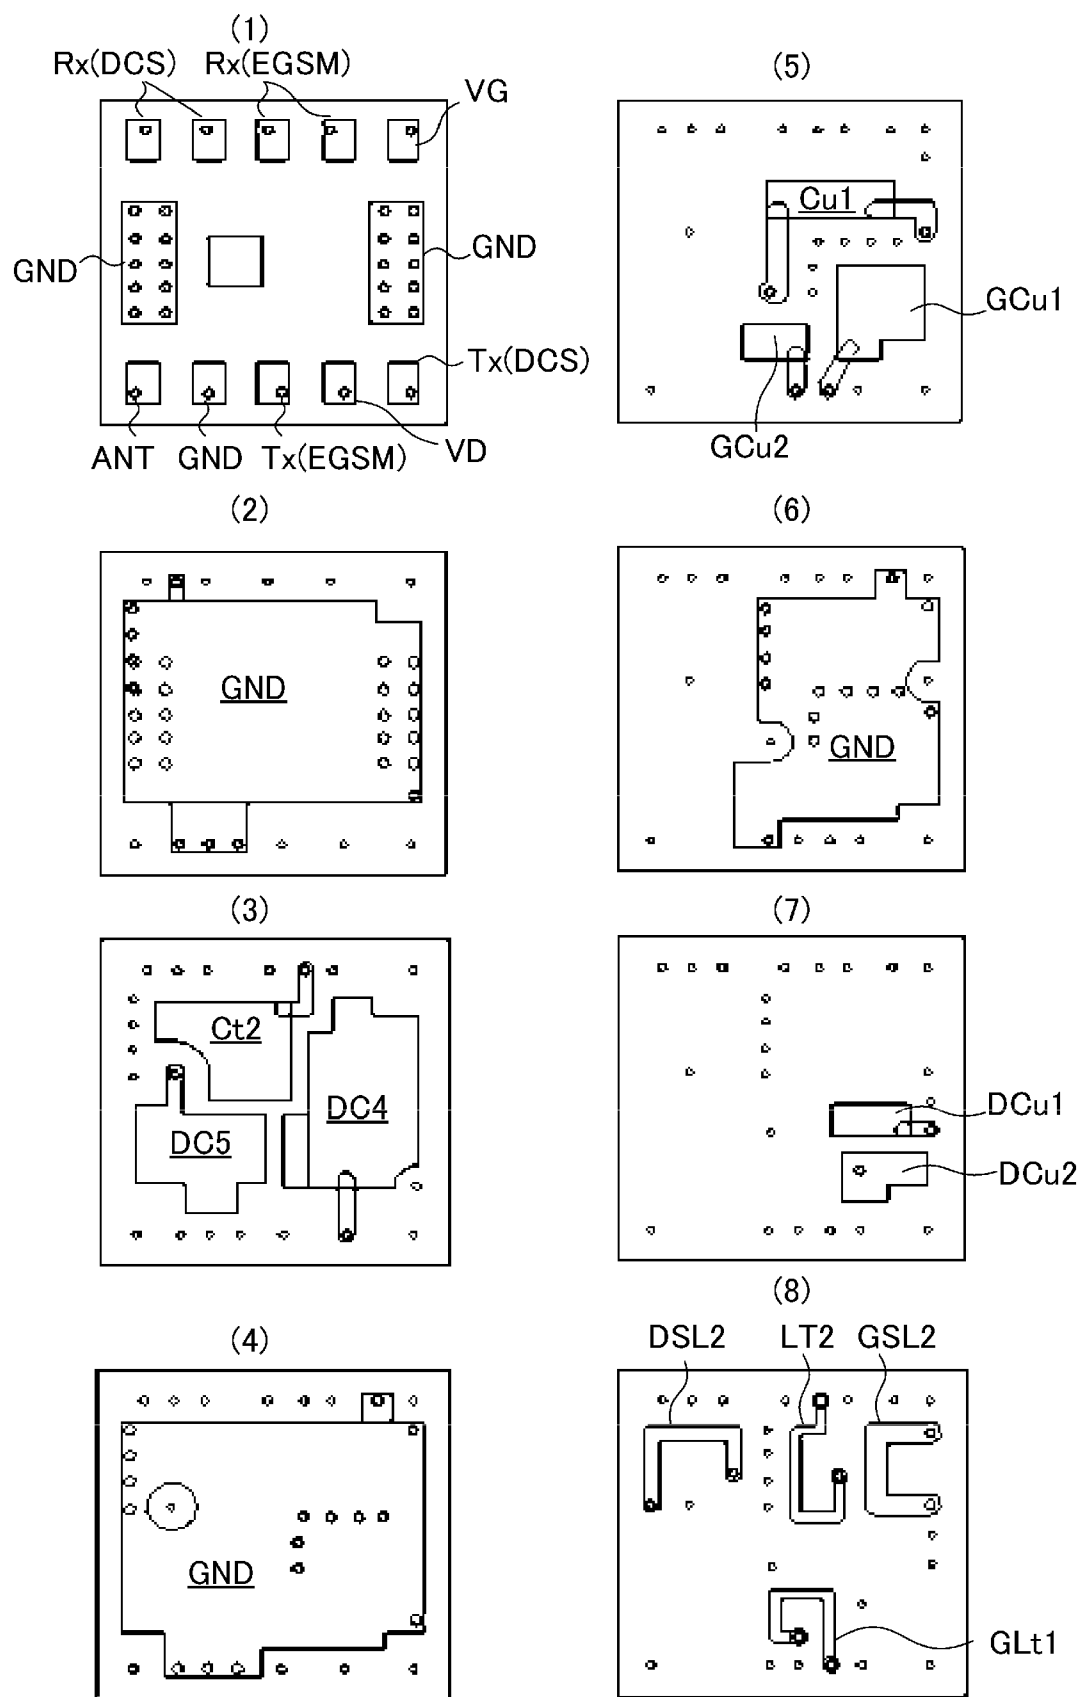 (1)
Rx(DCS) Rx(EGSM)
VG
GND
GND
Tx(DCS)
ANT GND Tx(EGSM) VD
(2)
GND
(3)
Ct2
DC4
DC5
(4)
GND
(5)
Cu1
GCu1
GCu2
(6)
GND
(7)
DCu1
DCu2
(8)
DSL2 LT2 GSL2
GLt1